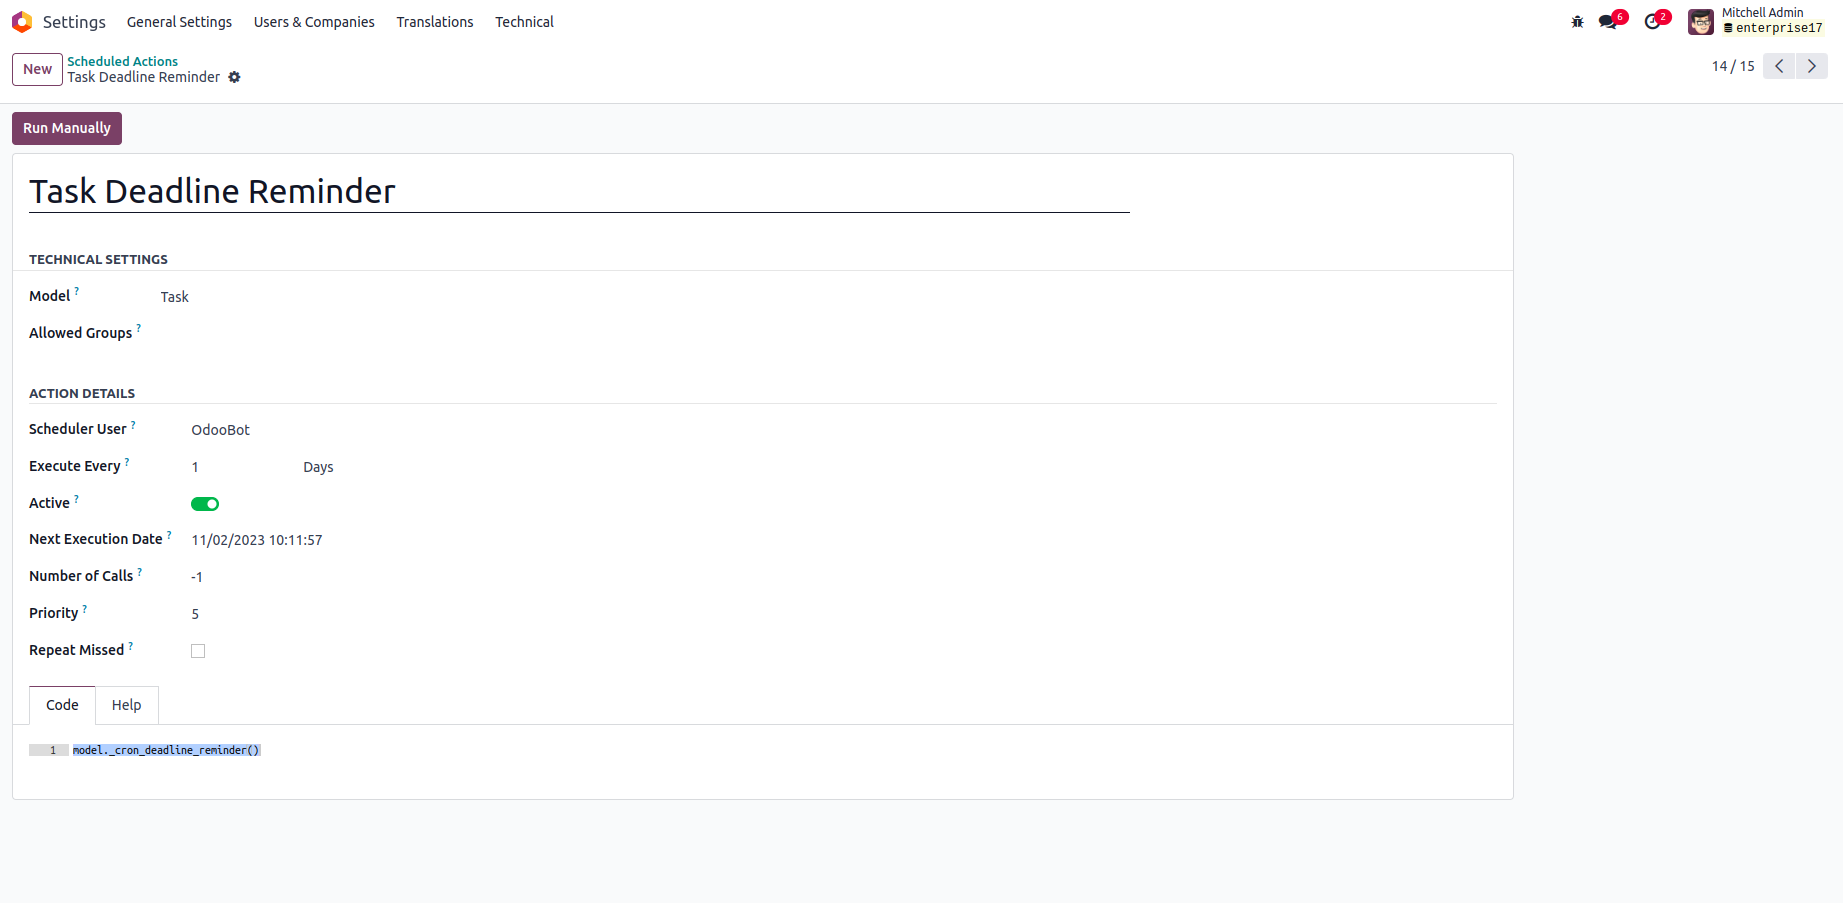 Settings General Settings Users & Companies Translations Technical 6 2 Mitchell Admin
enterprise17
New Scheduled Actions
Task Deadline Reminder 14 / 15
Run Manually
Task Deadline Reminder
TECHNICAL SETTINGS
Model ? Task
Allowed Groups ?
ACTION DETAILS
Scheduler User ? OdooBot
Execute Every ? 1 Days
Active ?
Next Execution Date ? 11/02/2023 10:11:57
Number of Calls ? -1
Priority ? 5
Repeat Missed ?
Code Help
1 model._cron_deadline_reminder()